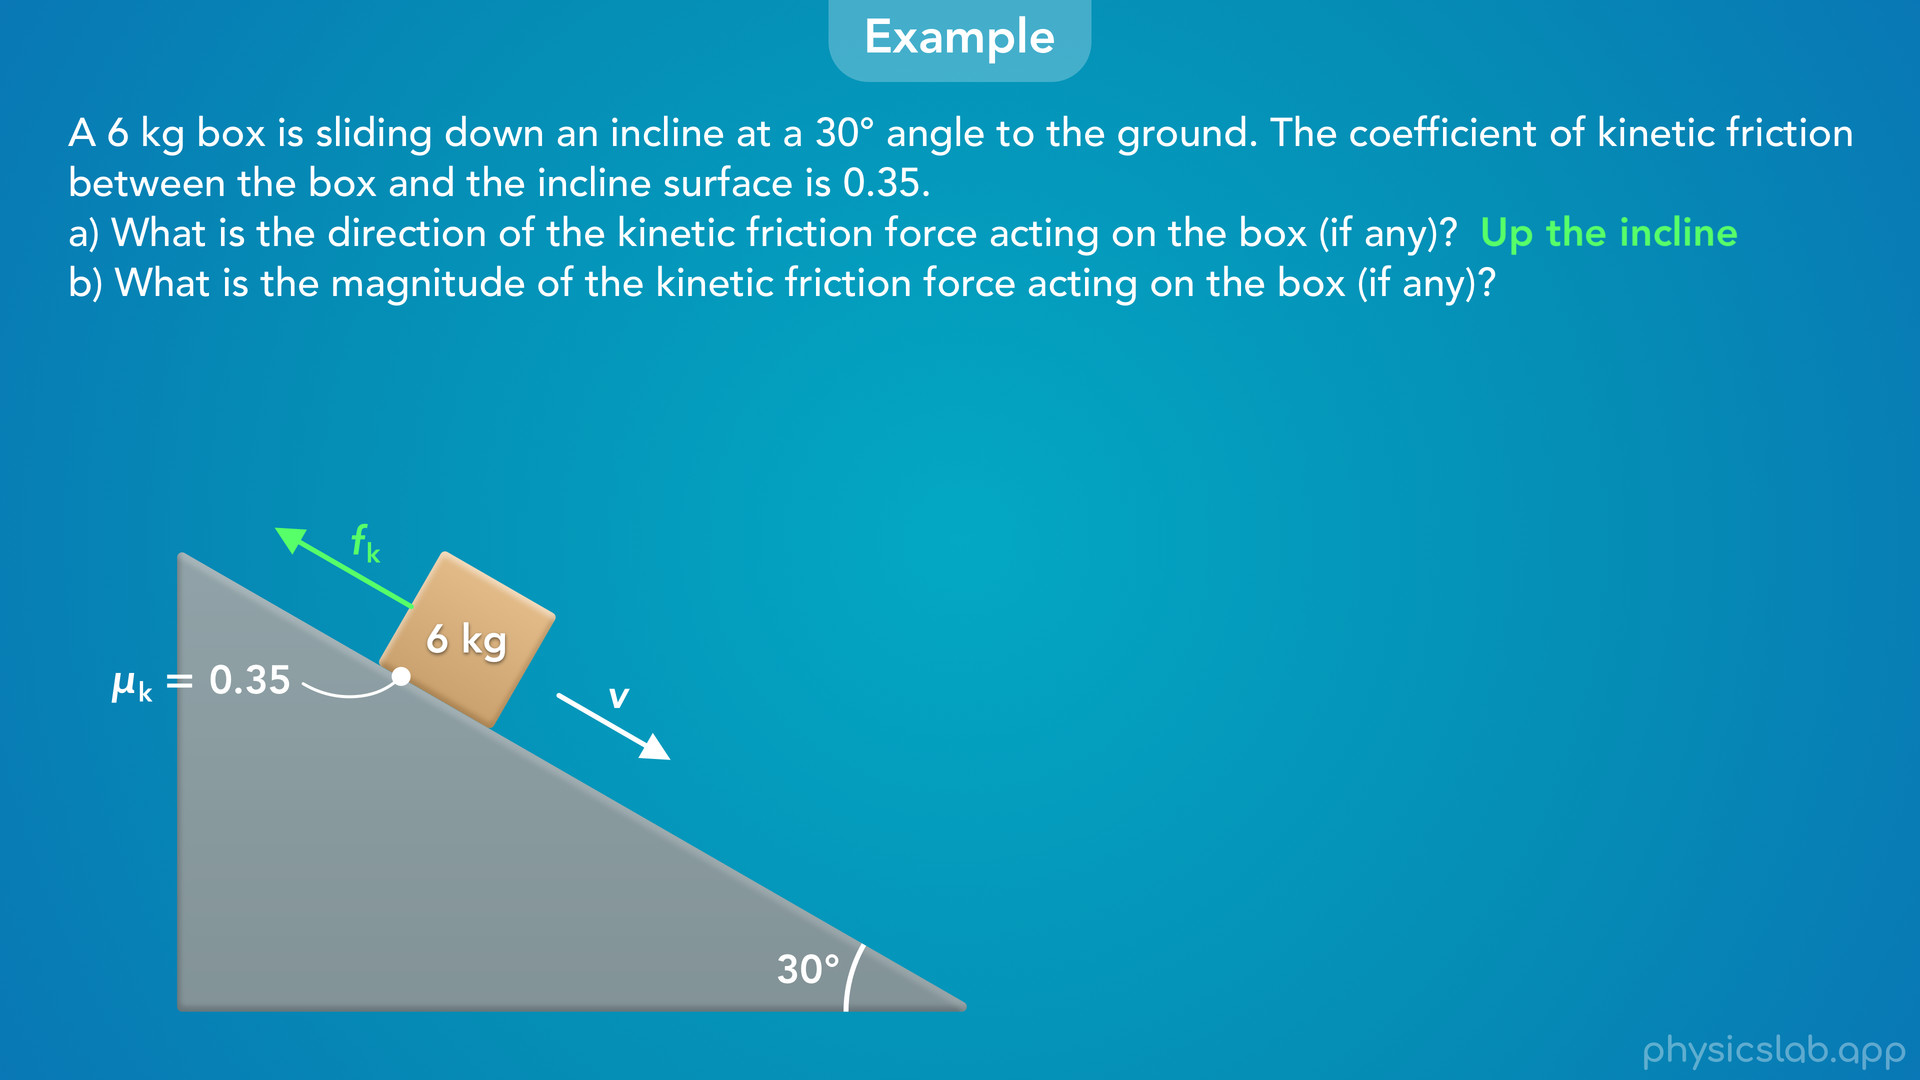 Example
A 6 kg box is sliding down an incline at a 30° angle to the ground. The coefficient of kinetic friction
between the box and the incline surface is 0.35.
a) What is the direction of the kinetic friction force acting on the box (if any)? Up the incline
b) What is the magnitude of the kinetic friction force acting on the box (if any)?
fk
6 kg
μk = 0.35
v
30°
physicslab.app